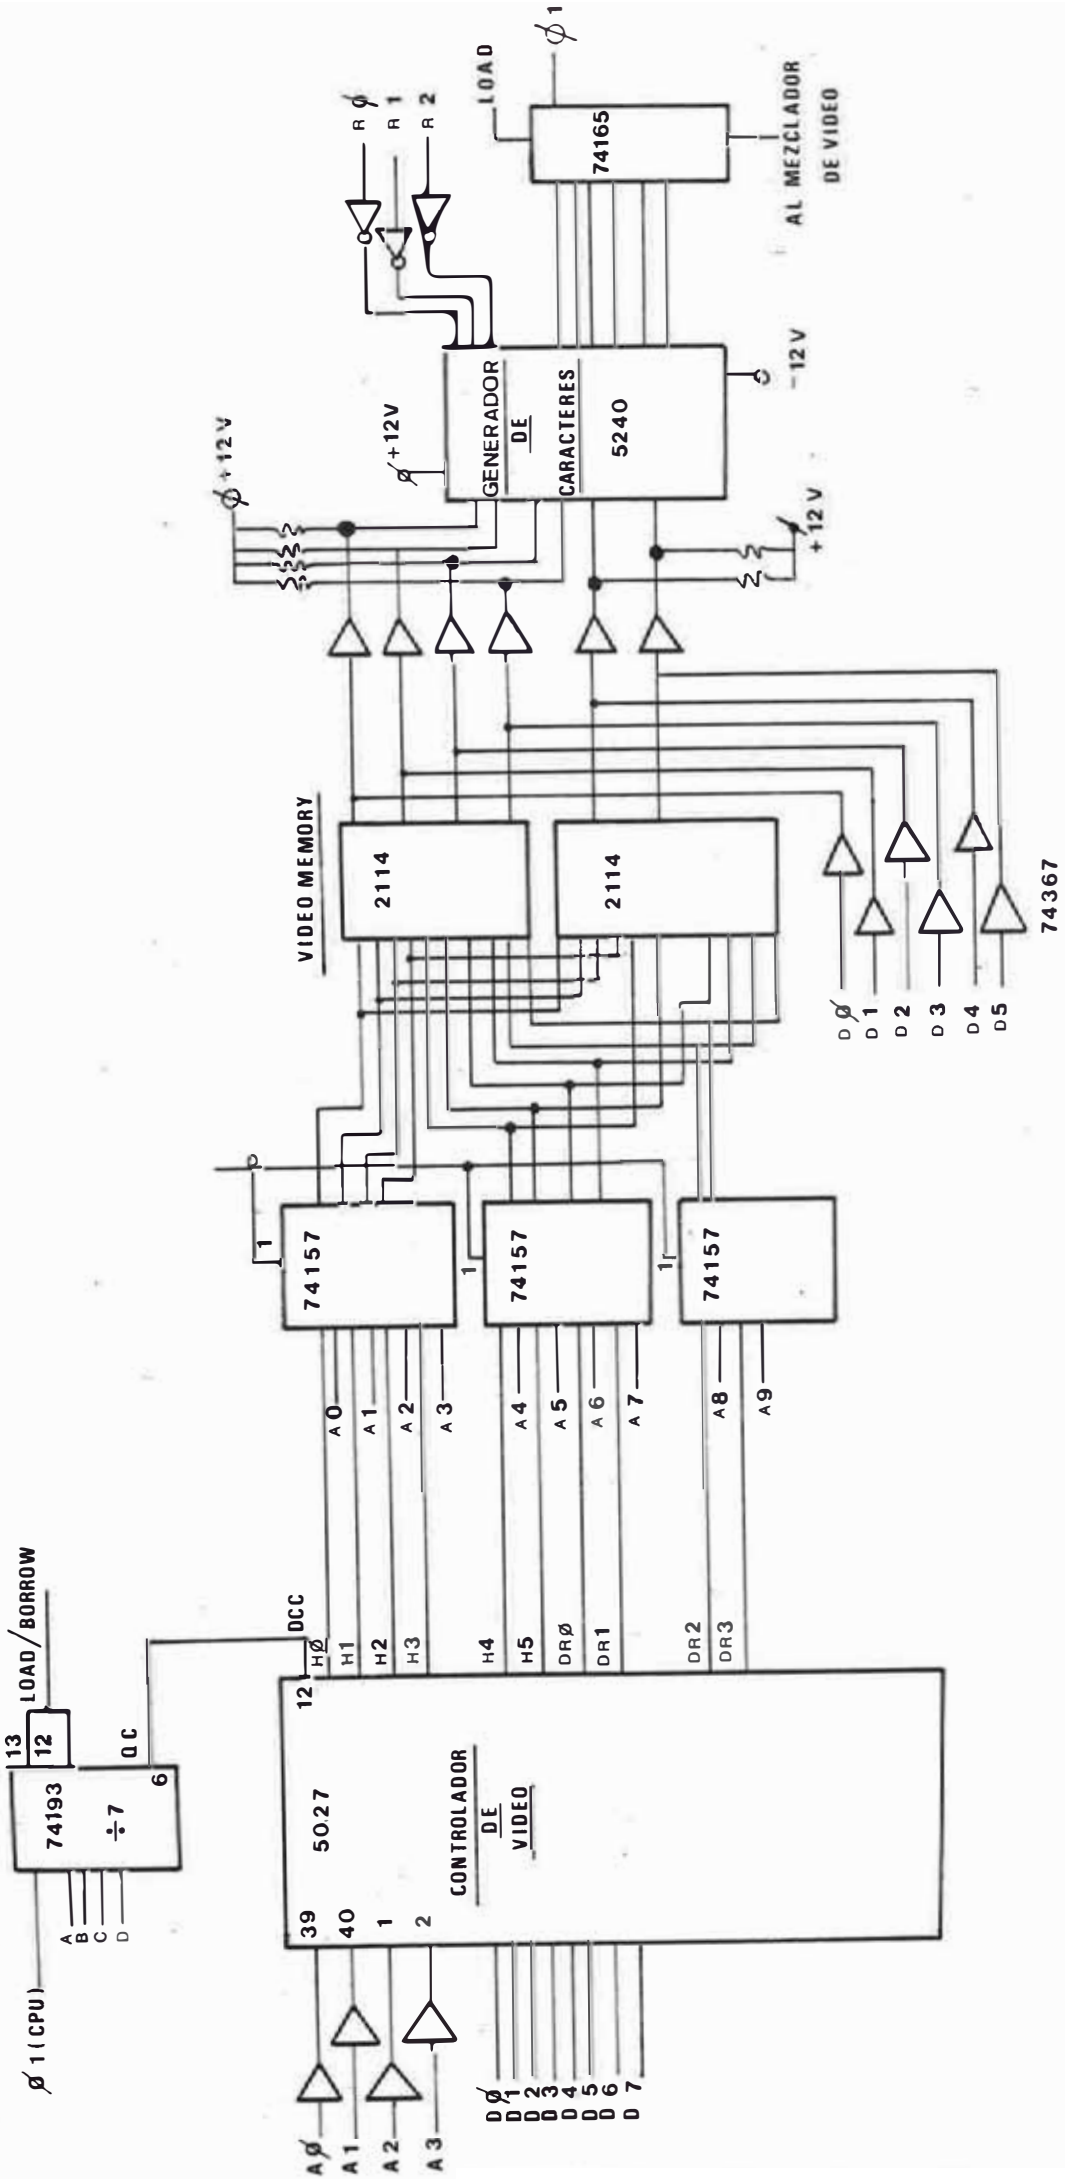 Ø 1 ( CPU )
A
B
C
D
74193
÷7
13
12
6
LOAD/BORROW
QC
DCC
AØ
A1
A2
A3
39
40
1
2
5027
CONTROLADOR
DE
VIDEO
12
DØ
D1
D2
D3
D4
D5
D6
D7
HØ
H1
H2
H3
H4
H5
DRØ
DR1
DR2
DR3
A0
A1
A2
A3
A4
A5
A6
A7
A8
A9
1
74157
1
74157
1
74157
VIDEO MEMORY
2114
2114
DØ
D1
D2
D3
D4
D5
74367
+12V
+12V
+12V
-12V
GENERADOR
DE
CARACTERES
5240
RØ
R1
R2
LOAD
Ø1
74165
AL MEZCLADOR
DE VIDEO